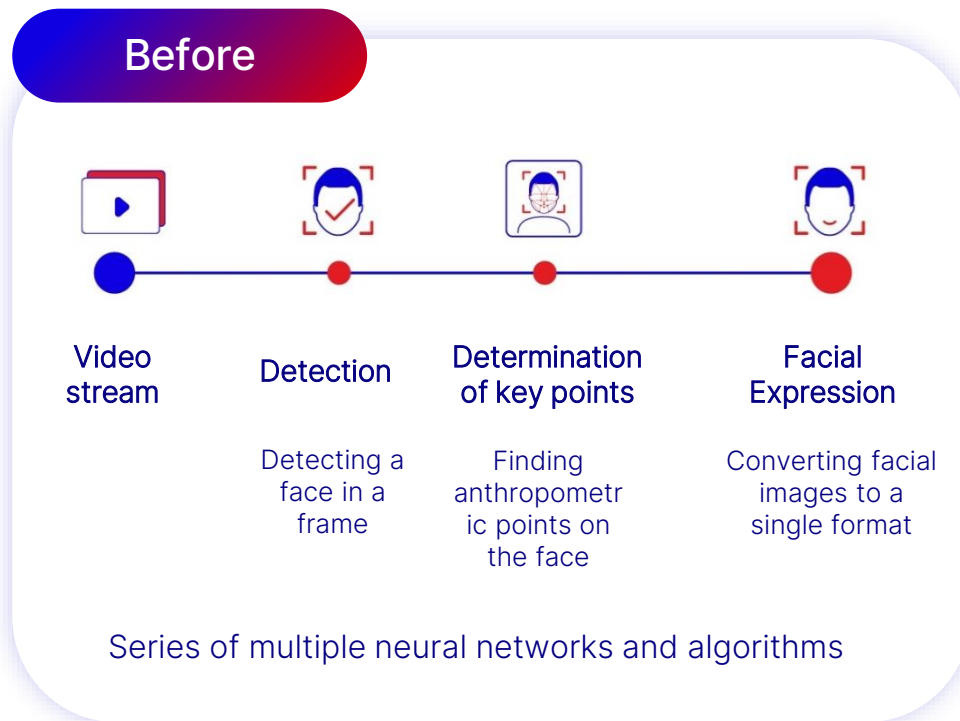 Before
Video
stream
Detection
Determination
of key points
Facial
Expression
Detecting a
face in a
frame
Finding
anthropometr
ic points on
the face
Converting facial
images to a
single format
Series of multiple neural networks and algorithms